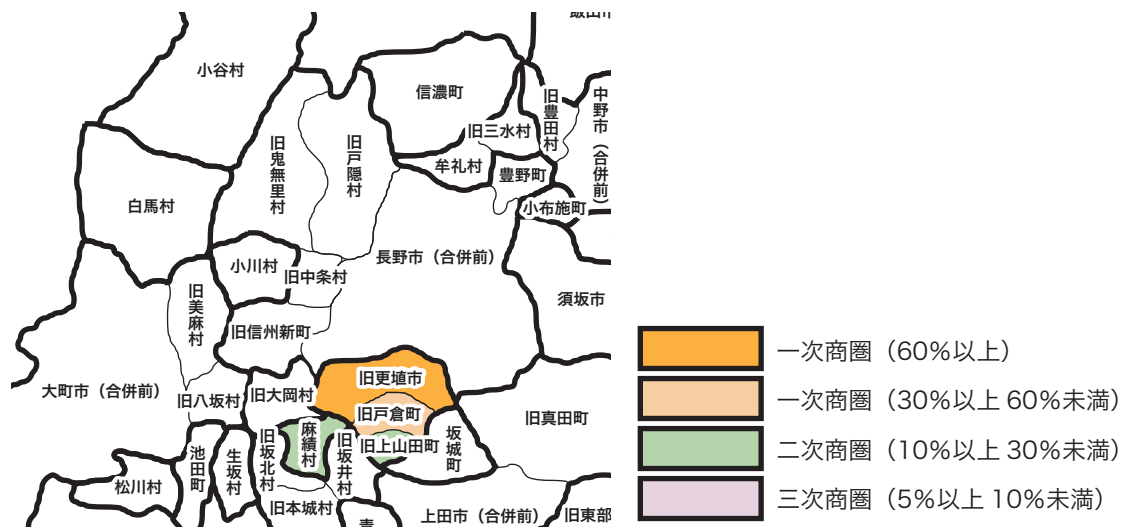 飯田市
小谷村
信濃町
旧豊田村
中野市（合併前）
旧三水村
旧鬼無里村
旧戸隠村
牟礼村
豊野町
白馬村
小布施町
長野市（合併前）
小川村
旧中条村
旧美麻村
須坂市
旧信州新町
一次商圏（60％以上）
旧更埴市
大町市（合併前）
旧大岡村
旧八坂村
一次商圏（30％以上 60％未満）
旧戸倉町
旧真田町
麻績村
旧坂北村
旧坂井村
旧上山田町
坂城町
二次商圏（10％以上 30％未満）
池田町
生坂村
松川村
三次商圏（5％以上 10％未満）
旧本城村
青
上田市（合併前）
旧東部